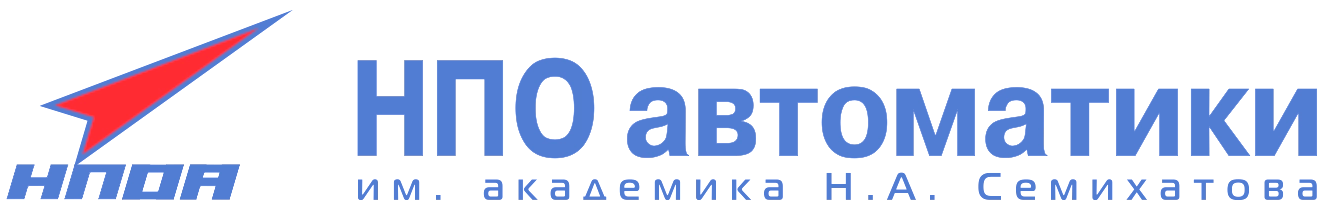 НПОА
НПО автоматики
им. академика Н.А. Семихатова